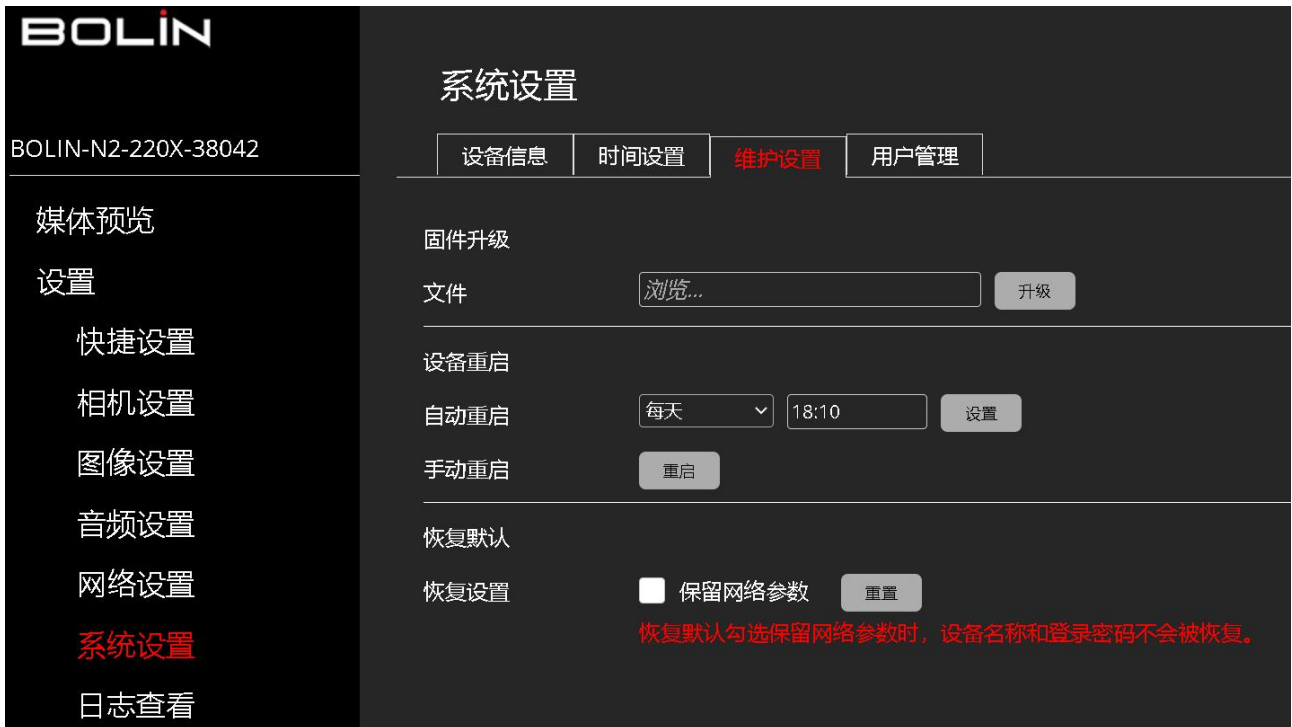 BOLIN
系统设置
BOLIN-N2-220X-38042
设备信息 时间设置 维护设置 用户管理
媒体预览
设置
快捷设置
相机设置
图像设置
音频设置
网络设置
系统设置
日志查看
固件升级
文件 浏览... 升级
设备重启
自动重启 每天 18:10 设置
手动重启 重启
恢复默认
恢复设置 保留网络参数 重置
恢复默认勾选保留网络参数时，设备名称和登录密码不会被恢复。